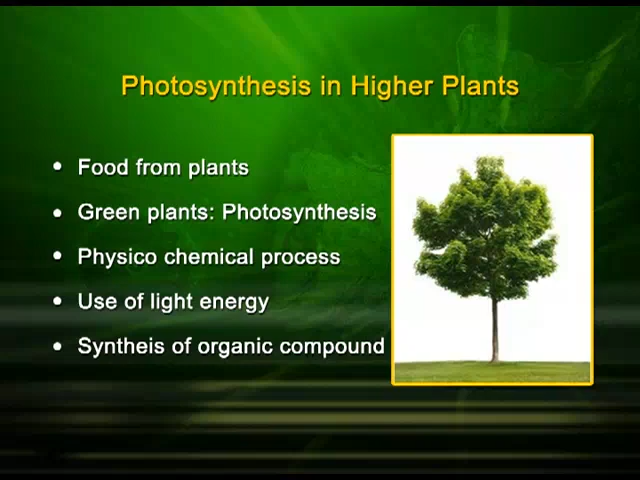 Photosynthesis in Higher Plants
• Food from plants
• Green plants: Photosynthesis
• Physico chemical process
• Use of light energy
• Syntheis of organic compound